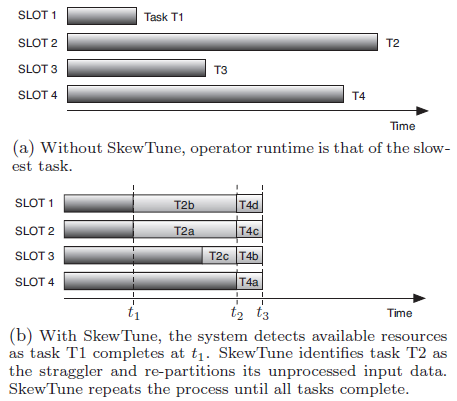 SLOT 1 Task T1
SLOT 2 T2
SLOT 3 T3
SLOT 4 T4
Time
(a) Without SkewTune, operator runtime is that of the slow-
est task.
SLOT 1 T2b T4d
SLOT 2 T2a T4c
SLOT 3 T2c T4b
SLOT 4 T4a
t₁ t₂ t₃ Time
(b) With SkewTune, the system detects available resources
as task T1 completes at t₁. SkewTune identifies task T2 as
the straggler and re-partitions its unprocessed input data.
SkewTune repeats the process until all tasks complete.